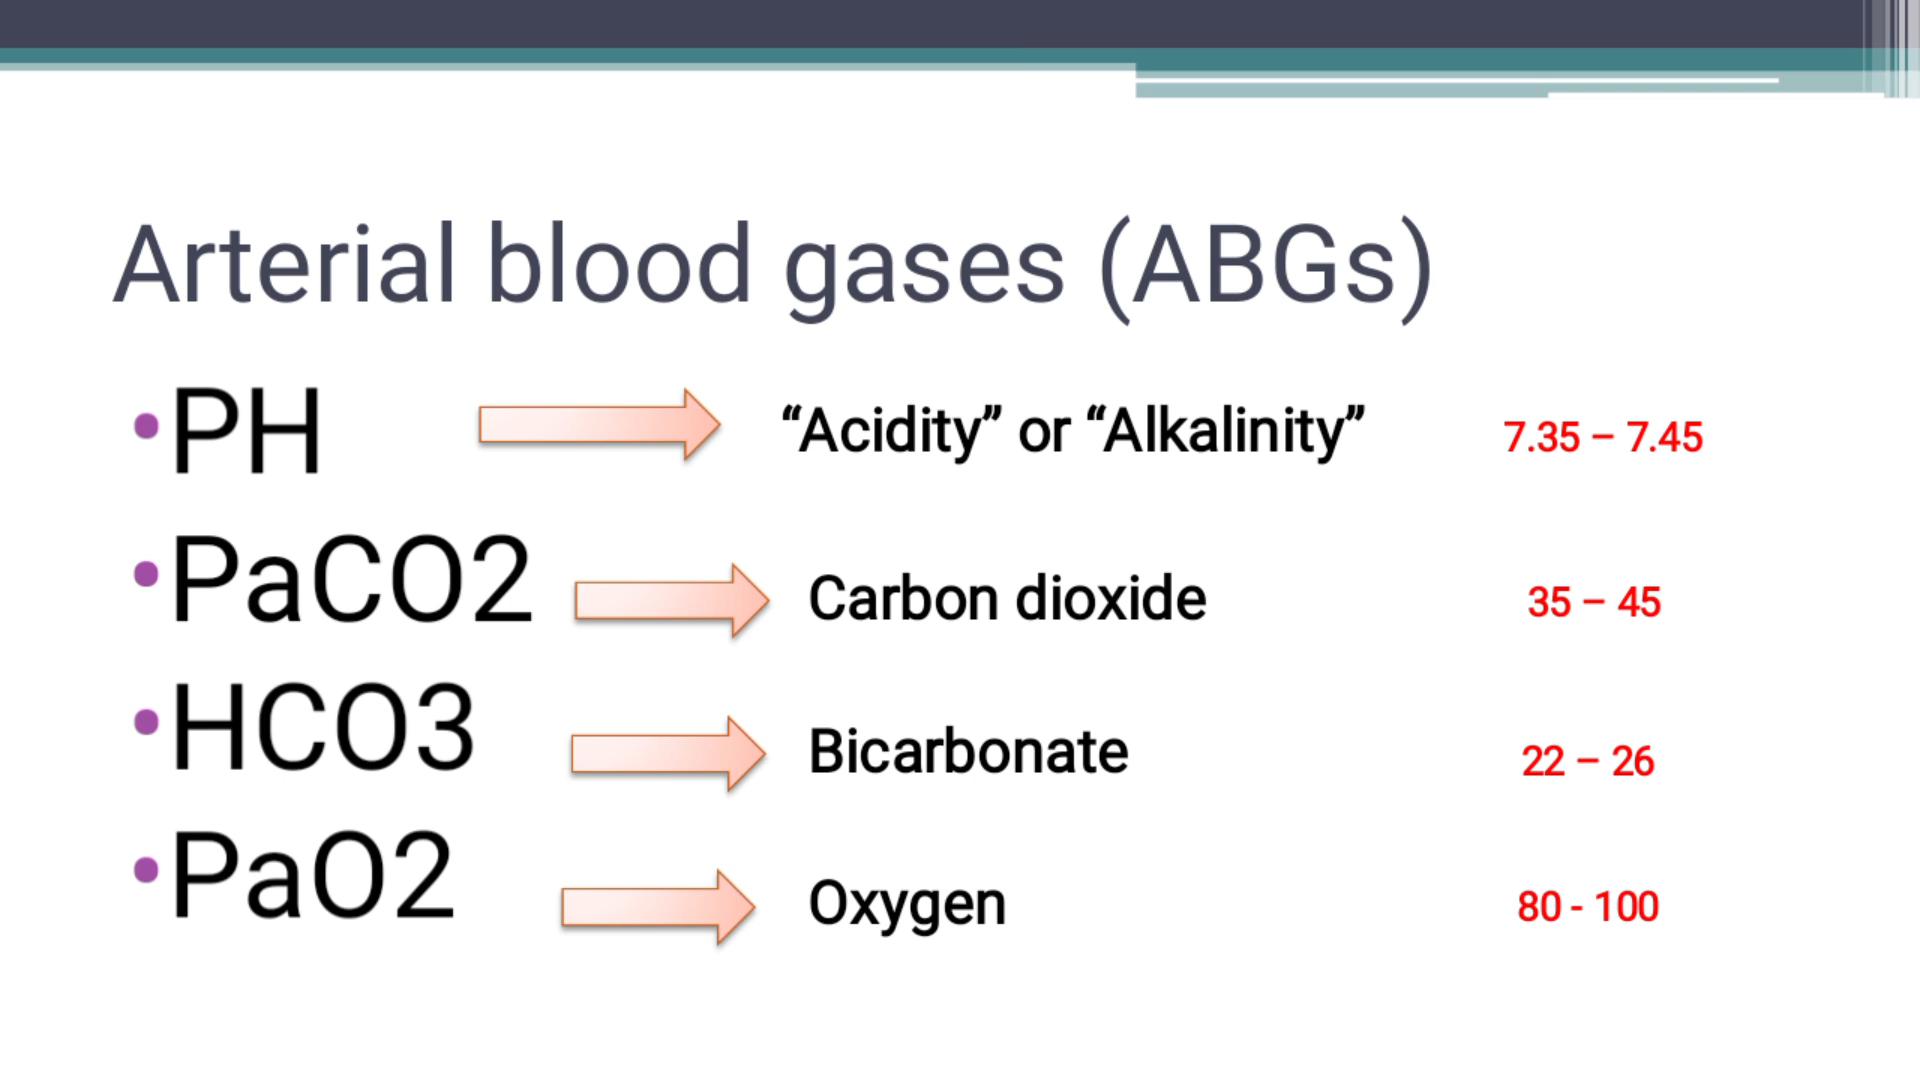 Arterial blood gases (ABGs)
•PH “Acidity” or “Alkalinity” 7.35 – 7.45
•PaCO2 Carbon dioxide 35 – 45
•HCO3 Bicarbonate 22 – 26
•PaO2 Oxygen 80 - 100